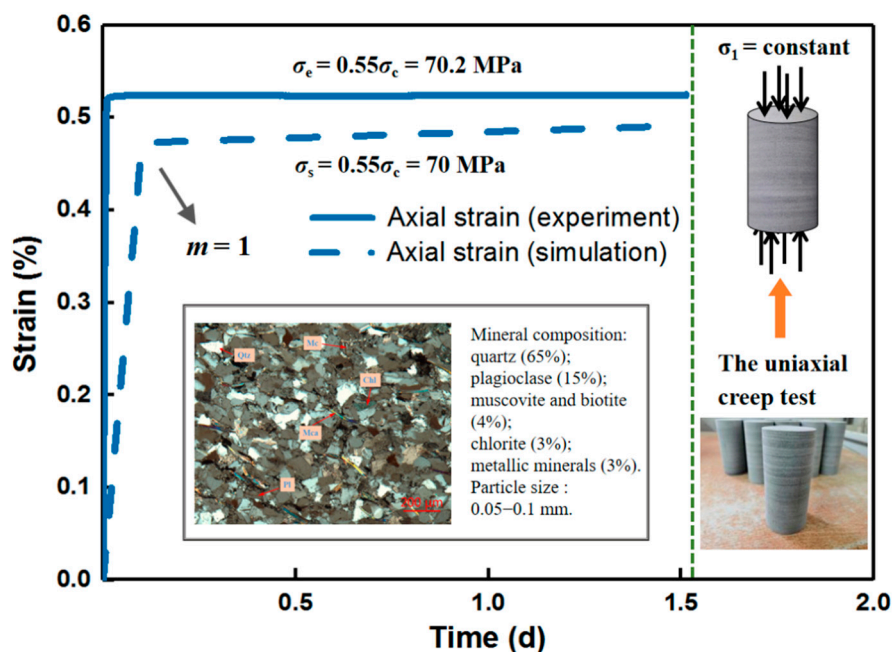 0.6
0.5
0.4
0.3
0.2
0.1
0.0
Strain (%)
σe = 0.55σc = 70.2 MPa
σs = 0.55σc = 70 MPa
m = 1
Axial strain (experiment)
Axial strain (simulation)
Qtz
Mc
Chl
Mca
Pl
200 μm
Mineral composition:
quartz (65%);
plagioclase (15%);
muscovite and biotite
(4%);
chlorite (3%);
metallic minerals (3%).
Particle size :
0.05−0.1 mm.
σ1 = constant
The uniaxial
creep test
0.5
1.0
1.5
2.0
Time (d)